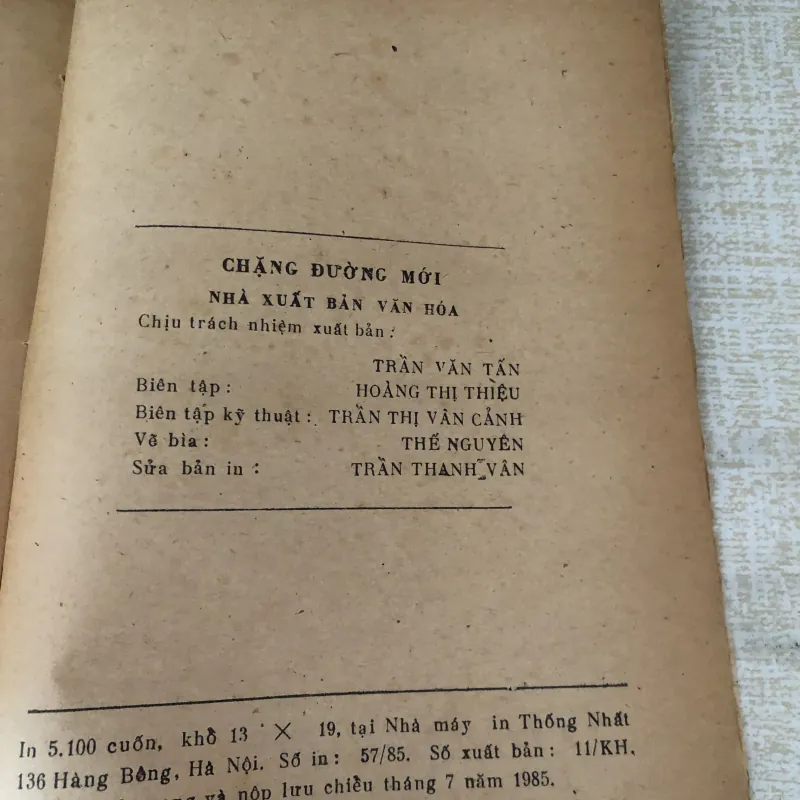 CHẶNG ĐƯỜNG MỚI
NHÀ XUẤT BẢN VĂN HÓA
Chịu trách nhiệm xuất bản:
TRẦN VĂN TẤN
Biên tập: HOÀNG THỊ THIỆU
Biên tập kỹ thuật: TRẦN THỊ VÂN CẢNH
Vẽ bìa: THẾ NGUYÊN
Sửa bản in: TRẦN THANH VÂN
In 5.100 cuốn, khổ 13 × 19, tại Nhà máy in Thống Nhất
136 Hàng Bông, Hà Nội. Số in: 57/85. Số xuất bản: 11/KH.
và nộp lưu chiều tháng 7 năm 1985.